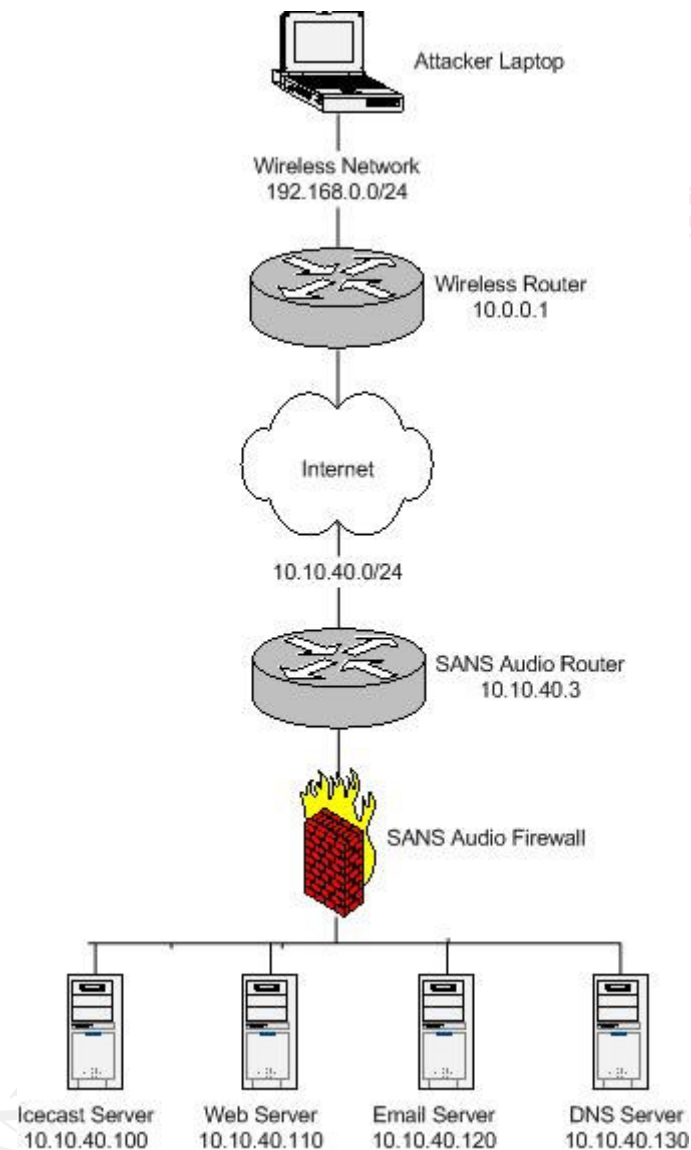 Attacker Laptop
Wireless Network
192.168.0.0/24
Wireless Router
10.0.0.1
Internet
10.10.40.0/24
SANS Audio Router
10.10.40.3
SANS Audio Firewall
Icecast Server
10.10.40.100
Web Server
10.10.40.110
Email Server
10.10.40.120
DNS Server
10.10.40.130